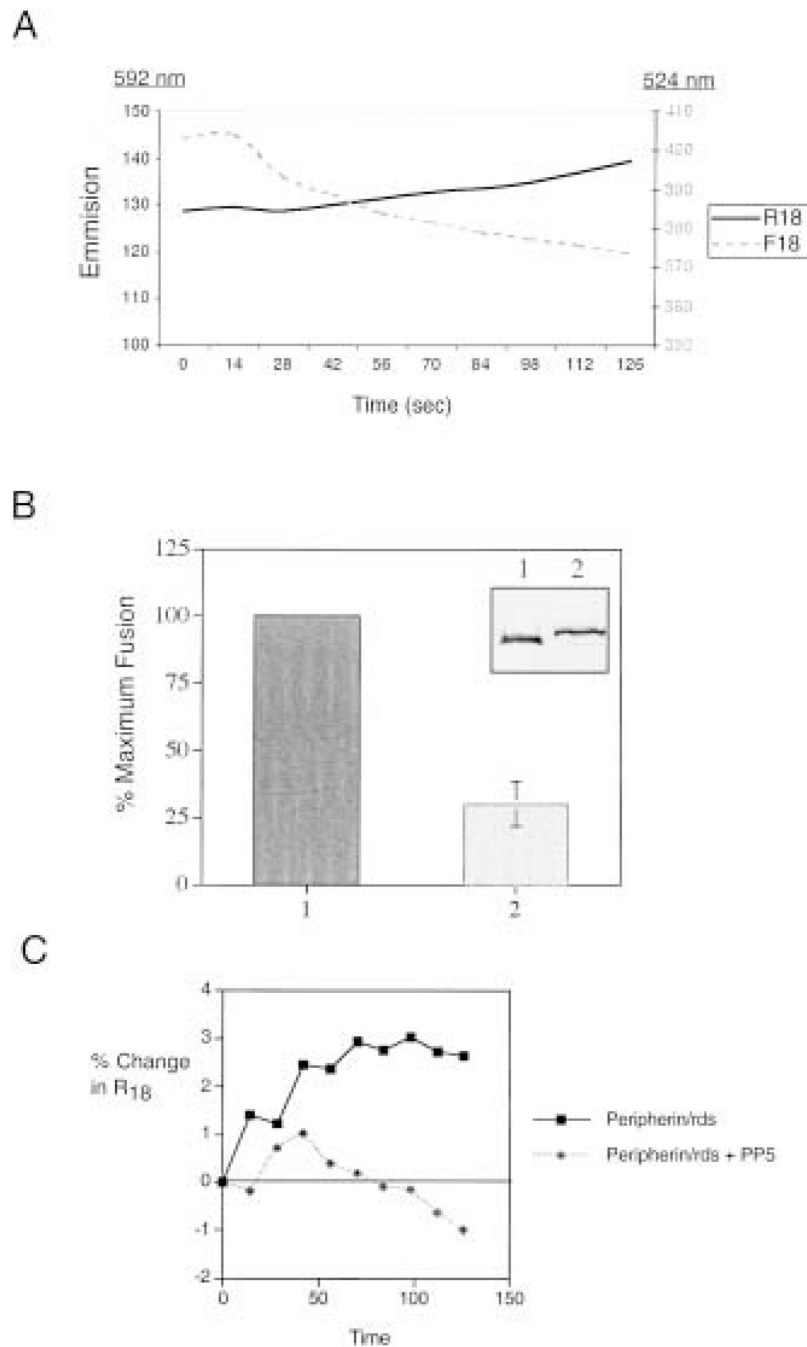 A
592 nm
524 nm
150
140
130
120
110
100
Emmision
410
400
390
380
370
360
R18
F18
0 14 28 42 56 70 84 98 112 126
Time (sec)
B
125
100
75
50
25
0
% Maximum Fusion
1 2
1 2
C
4
3
2
1
0
-1
-2
% Change
in R18
0 50 100 150
Time
Peripherin/rds
Peripherin/rds + PP5